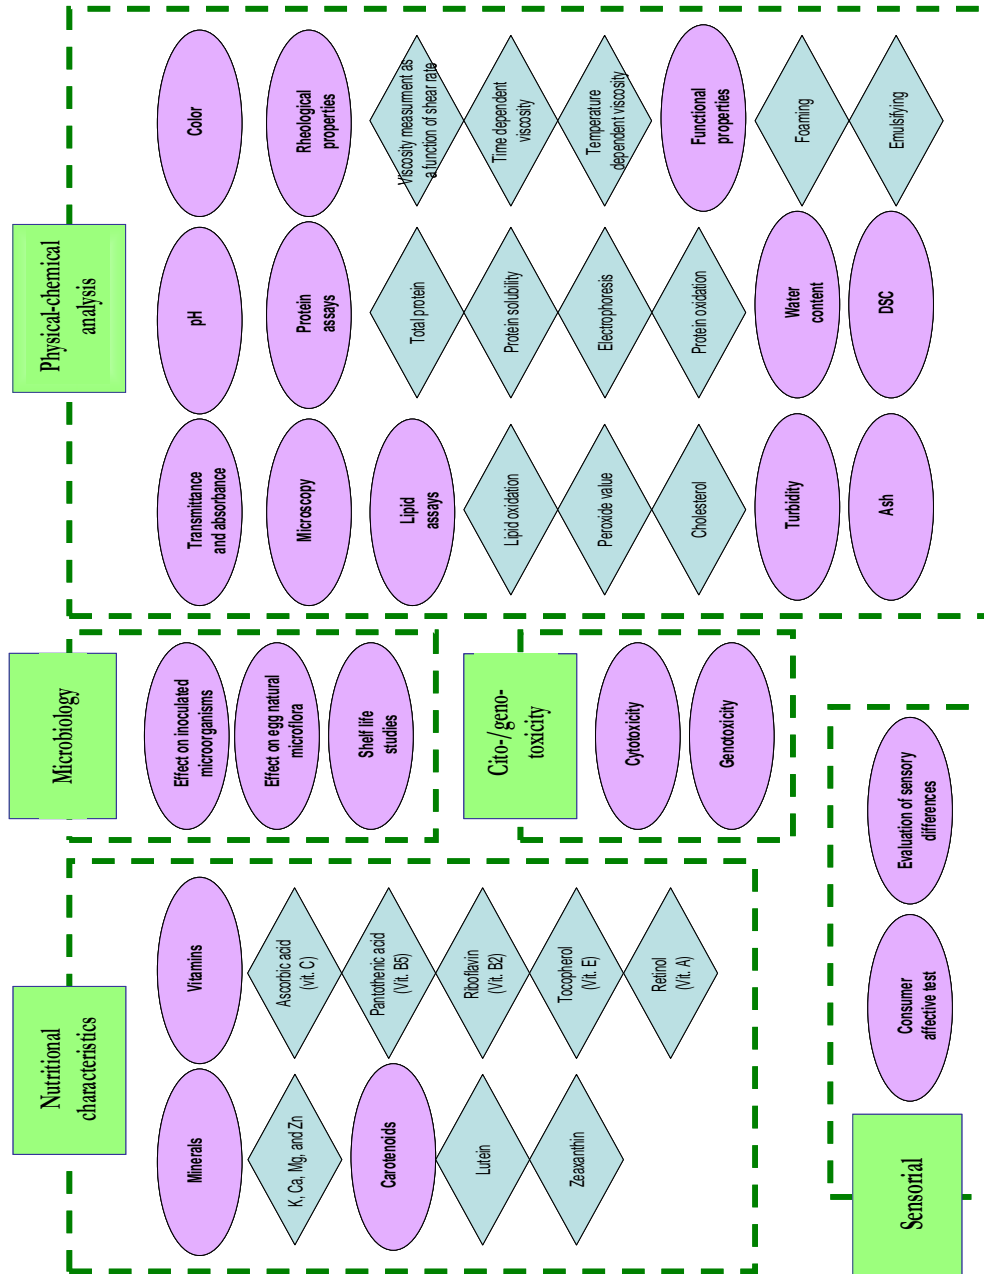 Nutritional
characteristics
Minerals
K, Ca, Mg, and Zn
Carotenoids
Lutein
Zeaxanthin
Vitamins
Ascorbic acid
(vit. C)
Pantothenic acid
(Vit. B5)
Riboflavin
(Vit. B2)
Tocopherol
(Vit. E)
Retinol
(Vit. A)
Microbiology
Effect on inoculated
microorganisms
Effect on egg natural
microflora
Shelf life
studies
Cito-/geno-
toxicity
Cytotoxicity
Genotoxicity
Physical-chemical
analysis
Transmittance
and absorbance
Microscopy
Lipid
assays
Lipid oxidation
Peroxide value
Cholesterol
Turbidity
Ash
pH
Protein
assays
Total protein
Protein solubility
Electrophoresis
Protein oxidation
Water
content
DSC
Color
Rheological
properties
Viscosity measurment as
a function of shear rate
Time dependent
viscosity
Temperature
dependent viscosity
Functional
properties
Foaming
Emulsifying
Sensorial
Consumer
affective test
Evaluation of sensory
differences